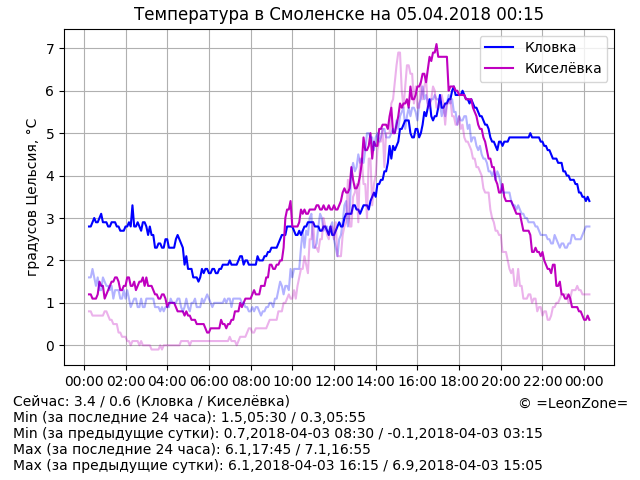 Температура в Смоленске на 05.04.2018 00:15
Кловка
Киселёвка
градусов Цельсия, °C
7
6
5
4
3
2
1
0
00:00 02:00 04:00 06:00 08:00 10:00 12:00 14:00 16:00 18:00 20:00 22:00 00:00
Сейчас: 3.4 / 0.6 (Кловка / Киселёвка)
© =LeonZone=
Min (за последние 24 часа): 1.5,05:30 / 0.3,05:55
Min (за предыдущие сутки): 0.7,2018-04-03 08:30 / -0.1,2018-04-03 03:15
Max (за последние 24 часа): 6.1,17:45 / 7.1,16:55
Max (за предыдущие сутки): 6.1,2018-04-03 16:15 / 6.9,2018-04-03 15:05